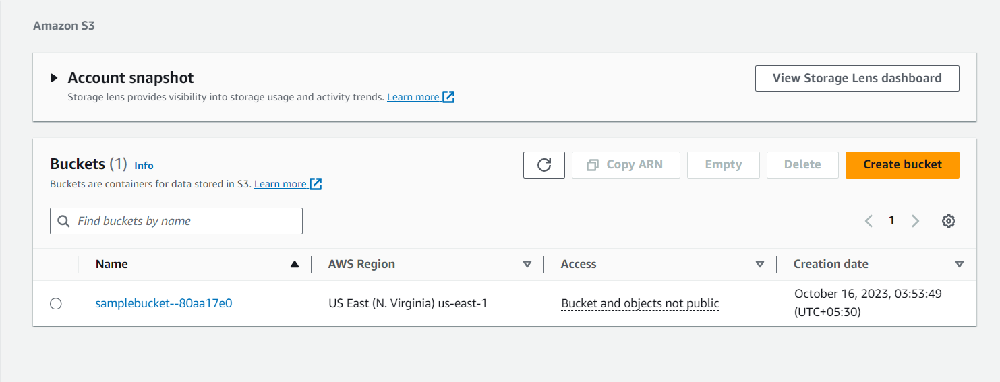 Amazon S3
Account snapshot
View Storage Lens dashboard
Storage lens provides visibility into storage usage and activity trends. Learn more
Buckets (1) Info
Copy ARN
Empty
Delete
Create bucket
Buckets are containers for data stored in S3. Learn more
Find buckets by name
1
Name
AWS Region
Access
Creation date
samplebucket--80aa17e0
US East (N. Virginia) us-east-1
Bucket and objects not public
October 16, 2023, 03:53:49
(UTC+05:30)